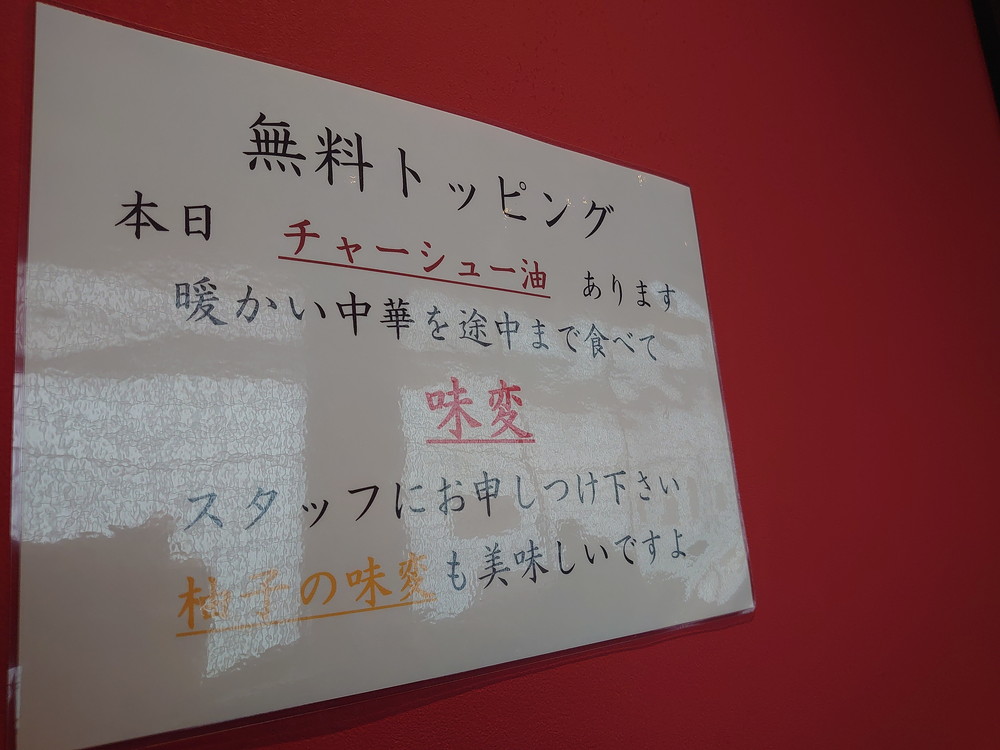 無料トッピング
本日 チャーシュー油 あります
暖かい中華を途中まで食べて
味変
スタッフにお申しつけ下さい
柚子の味変も美味しいですよ